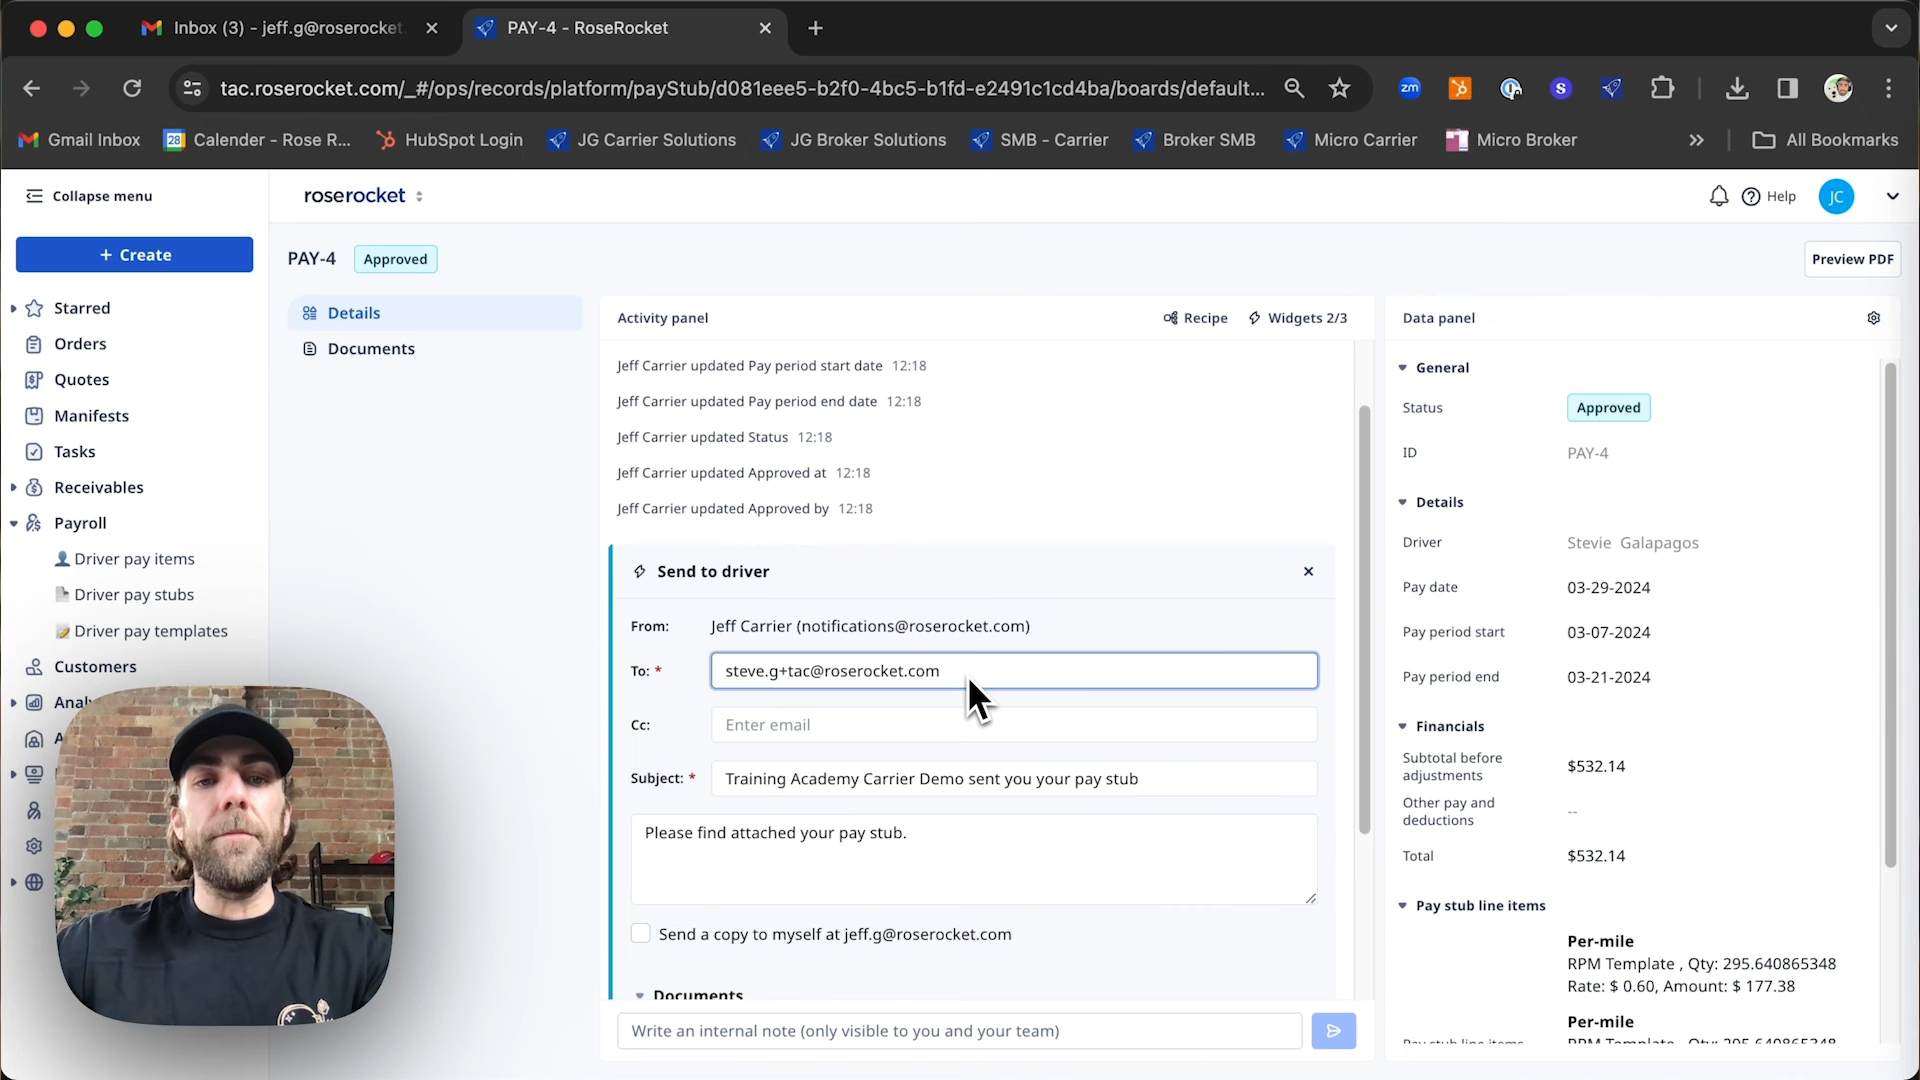 Inbox (3) - jeff.g@roserocket.
PAY-4 - RoseRocket
tac.roserocket.com/_#/ops/records/platform/payStub/d081eee5-b2f0-4bc5-b1fd-e2491c1cd4ba/boards/default...
zm
S
Gmail Inbox
28
Calender - Rose R...
HubSpot Login
JG Carrier Solutions
JG Broker Solutions
SMB - Carrier
Broker SMB
Micro Carrier
Micro Broker
All Bookmarks
Collapse menu
roserocket
Help
JC
+ Create
PAY-4
Approved
Preview PDF
Starred
Orders
Quotes
Manifests
Tasks
Receivables
Payroll
Driver pay items
Driver pay stubs
Driver pay templates
Customers
Analy
A
Details
Documents
Activity panel
Recipe
Widgets 2/3
Jeff Carrier updated Pay period start date 12:18
Jeff Carrier updated Pay period end date 12:18
Jeff Carrier updated Status 12:18
Jeff Carrier updated Approved at 12:18
Jeff Carrier updated Approved by 12:18
Send to driver
From: Jeff Carrier (notifications@roserocket.com)
To: * steve.g+tac@roserocket.com
Cc: Enter email
Subject: * Training Academy Carrier Demo sent you your pay stub
Please find attached your pay stub.
Send a copy to myself at jeff.g@roserocket.com
Documents
Write an internal note (only visible to you and your team)
Data panel
General
Status Approved
ID PAY-4
Details
Driver Stevie Galapagos
Pay date 03-29-2024
Pay period start 03-07-2024
Pay period end 03-21-2024
Financials
Subtotal before
adjustments $532.14
Other pay and
deductions --
Total $532.14
Pay stub line items
Per-mile
RPM Template , Qty: 295.640865348
Rate: $ 0.60, Amount: $ 177.38
Per-mile
Pay stub line items
RPM Template , Qty: 295.640865348